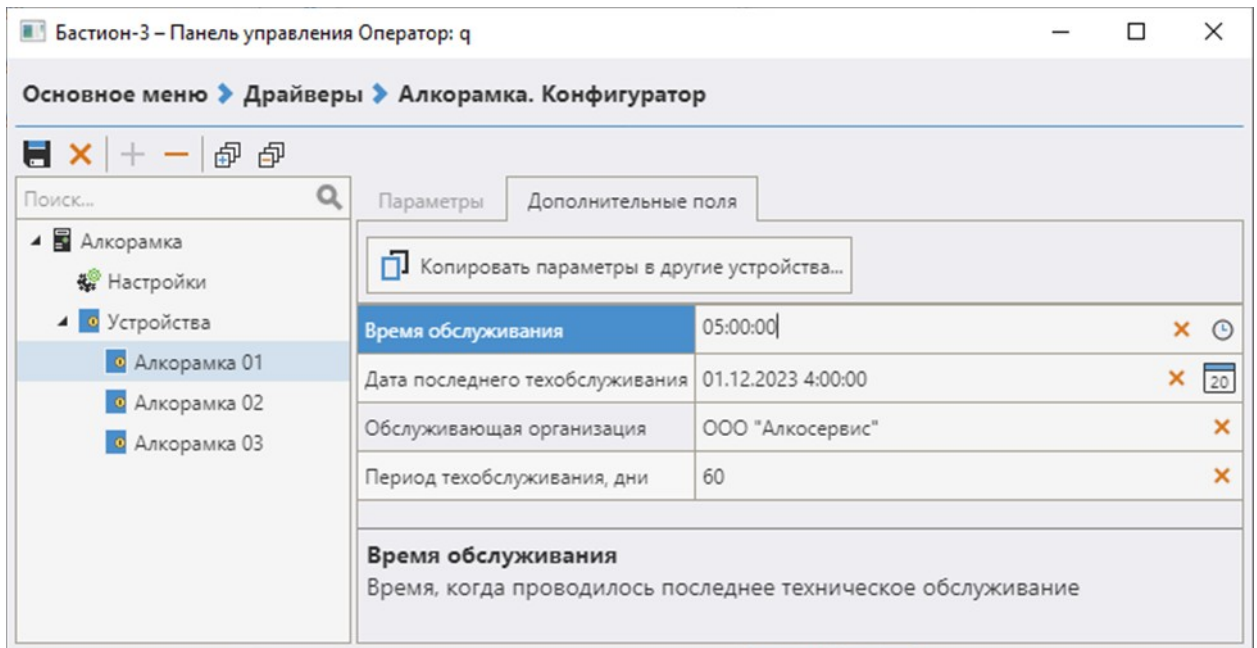 Бастион-3 – Панель управления Оператор: q
Основное меню Драйверы Алкорамка. Конфигуратор
Поиск...
Параметры Дополнительные поля
Алкорамка
Настройки
Устройства
Алкорамка 01
Алкорамка 02
Алкорамка 03
Копировать параметры в другие устройства...
Время обслуживания 05:00:00
Дата последнего техобслуживания 01.12.2023 4:00:00 20
Обслуживающая организация ООО "Алкосервис"
Период техобслуживания, дни 60
Время обслуживания
Время, когда проводилось последнее техническое обслуживание